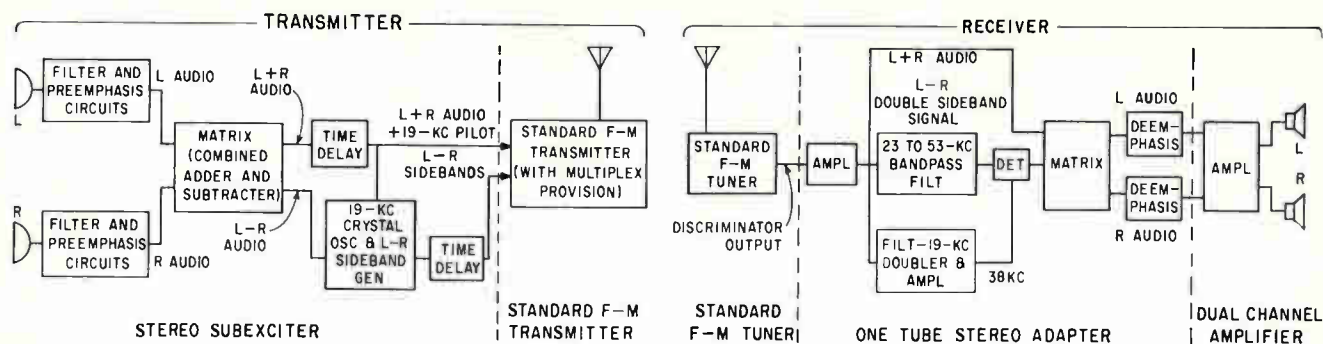 TRANSMITTER
FILTER AND
PREEMPHASIS
CIRCUITS
L
L AUDIO
R
FILTER AND
PREEMPHASIS
CIRCUITS
R AUDIO
MATRIX
(COMBINED
ADDER AND
SUBTRACTER)
L+R
AUDIO
L-R
AUDIO
TIME
DELAY
L+R AUDIO
+19-KC PILOT
L-R
SIDEBANDS
19-KC
CRYSTAL
OSC & L-R
SIDEBAND
GEN
TIME
DELAY
STANDARD F-M
TRANSMITTER
(WITH MULTIPLEX
PROVISION)
STEREO SUBEXCITER
STANDARD F-M
TRANSMITTER
RECEIVER
STANDARD
F-M
TUNER
DISCRIMINATOR
OUTPUT
AMPL
L+R AUDIO
L-R
DOUBLE SIDEBAND
SIGNAL
23 TO 53-KC
BANDPASS
FILT
DET
FILT-19-KC
DOUBLER &
AMPL
38KC
MATRIX
L AUDIO
DEEM-
PHASIS
DEEM-
PHASIS
R AUDIO
AMPL
L
R
STANDARD
F-M TUNER
ONE TUBE STEREO ADAPTER
DUAL CHANNEL
AMPLIFIER